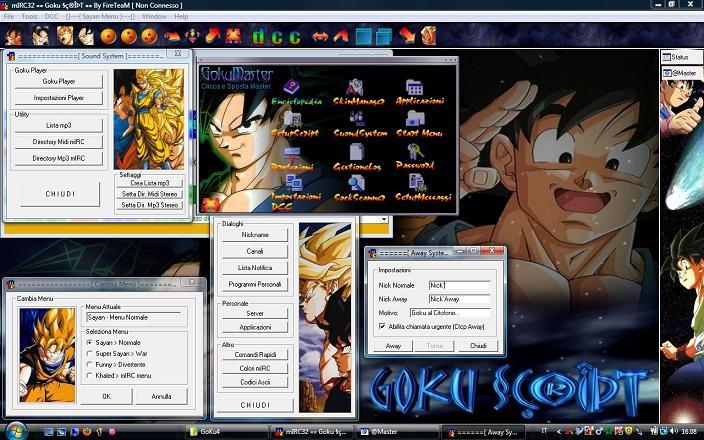 mIRC32 «« Goku §ç®ÎÞT »» By FireTeaM [ Non Connesso ]
File Tools DCC []---{ Sayan Menu }---[] Window Help
dcc
==============[ Sound System ]========...
Goku Player
Goku Player
Impostazioni Player
Utility
Lista mp3
Directory Midi mIRC
Directory Mp3 mIRC
CHIUDI
Settaggi
Crea Lista mp3
Setta Dir. Midi Stereo
Setta Dir. Mp3 Stereo
GokuMaster
Clicca e Sposta Master
Enciclopedia
SkinManager
Applicazioni
SetupScript
SuondSystem
Start Menu
Protezioni
GestioneLog
Password
Impostazioni DCC
SockScanner
SetupMessaggi
Status
@Master
Dialoghi
Nickname
Canali
Lista Notifica
Programmi Personali
Personale
Server
Applicazioni
Altro
Comandi Rapidi
Colori mIRC
Codici Ascii
CHIUDI
======[ Away Syste...
Impostazioni
Nick Normale Nick'
Nick Away Nick'Away
Motivo: Goku al Citofono...
Abilita chiamata urgente (Ctcp Away)
Away Torna Chiudi
[ Cambia Menu ]
Cambia Menu
Menu Attuale
Sayan - Menu Normale
Seleziona Menu
Sayan > Normale
Super Sayan > War
Funny > Divertente
Khaled > mIRC menu
OK Annulla
GOKU SÇ®ÎÞT
GoKu4
mIRC32 «« Goku §ç...
@Master
======[ Away Sy...
IT
16.08